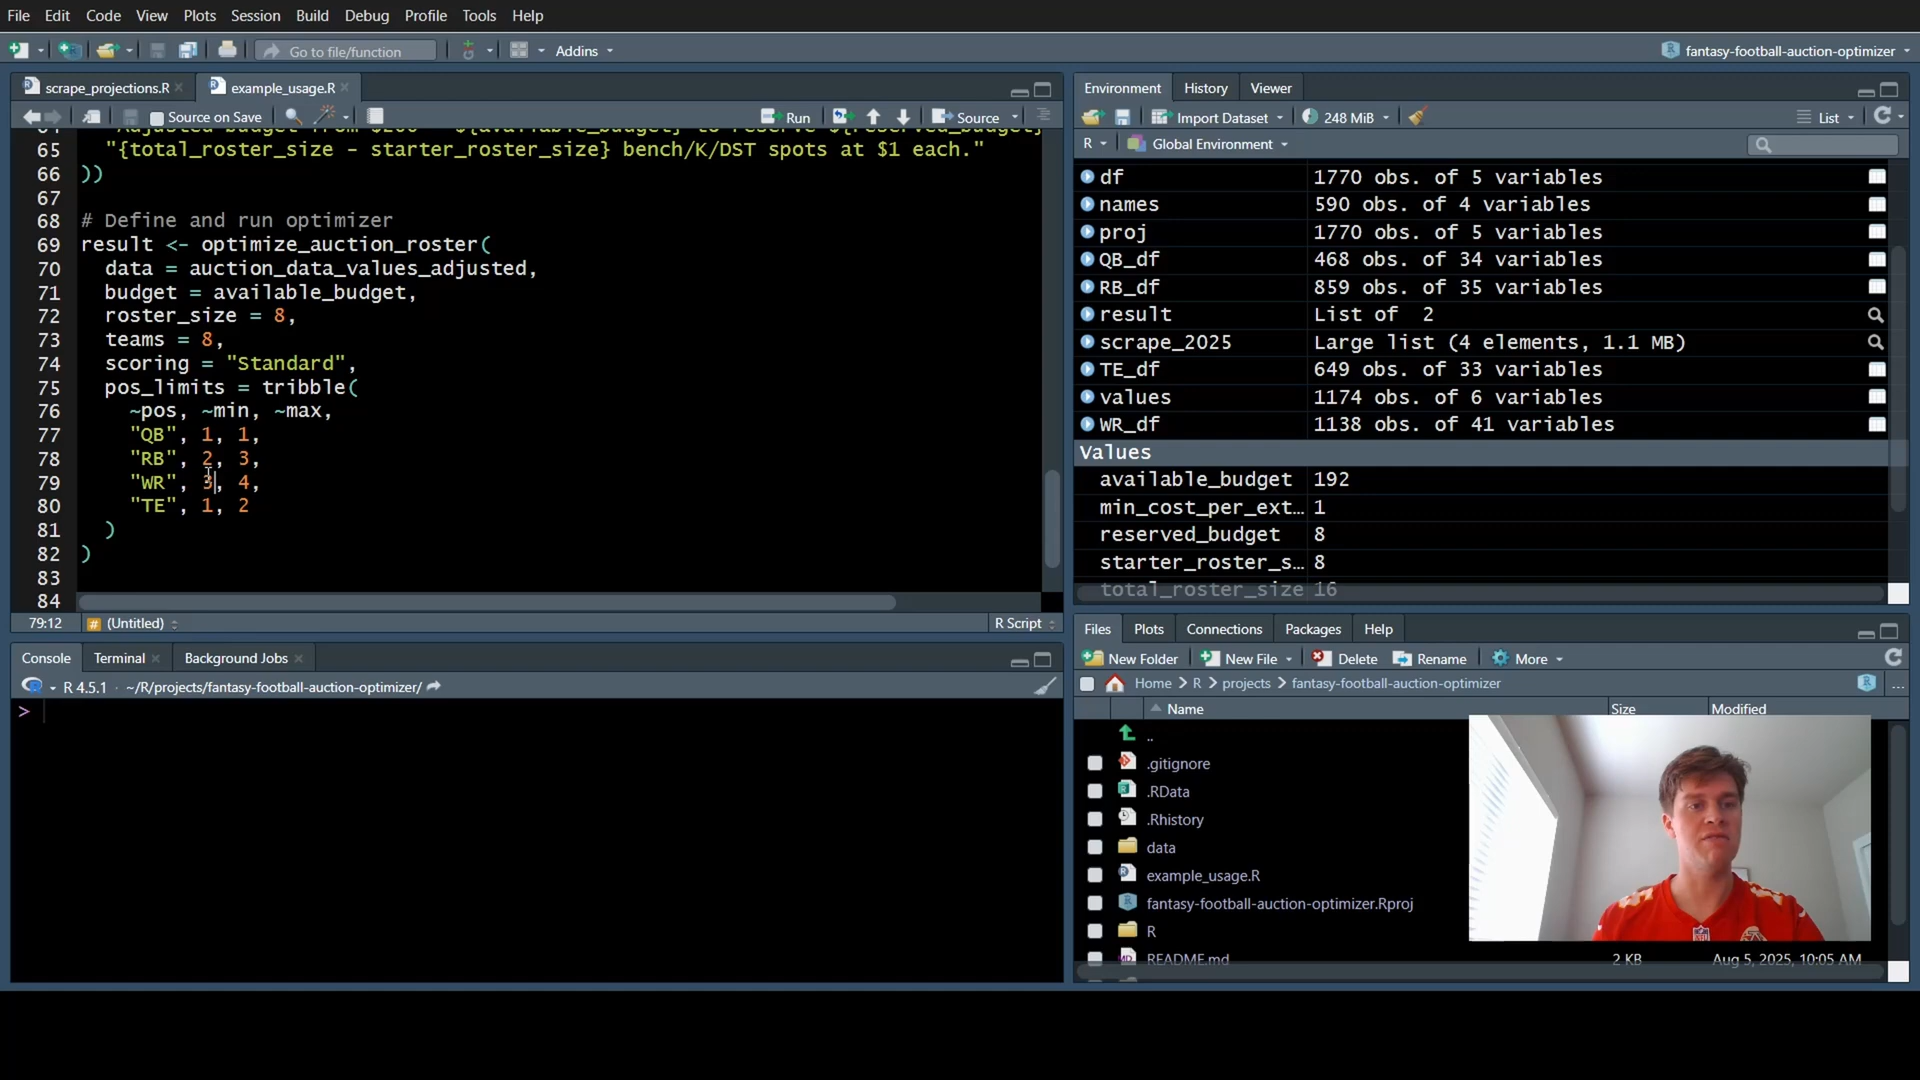 File Edit Code View Plots Session Build Debug Profile Tools Help
Go to file/function Addins fantasy-football-auction-optimizer
scrape_projections.R example_usage.R
Source on Save Run Source
"Adjusted budget from $200 ${available_budget} to reserve ${reserved_budget}
65 "{total_roster_size - starter_roster_size} bench/K/DST spots at $1 each."
66 ))
67
68 # Define and run optimizer
69 result <- optimize_auction_roster(
70 data = auction_data_values_adjusted,
71 budget = available_budget,
72 roster_size = 8,
73 teams = 8,
74 scoring = "Standard",
75 pos_limits = tribble(
76 ~pos, ~min, ~max,
77 "QB", 1, 1,
78 "RB", 2, 3,
79 "WR", 3, 4,
80 "TE", 1, 2
81 )
82 )
83
84
79:12 # (Untitled) R Script
Console Terminal Background Jobs
R 4.5.1 · ~/R/projects/fantasy-football-auction-optimizer/
>
Environment History Viewer
Import Dataset 248 MiB List
R Global Environment
df 1770 obs. of 5 variables
names 590 obs. of 4 variables
proj 1770 obs. of 5 variables
QB_df 468 obs. of 34 variables
RB_df 859 obs. of 35 variables
result List of 2
scrape_2025 Large list (4 elements, 1.1 MB)
TE_df 649 obs. of 33 variables
values 1174 obs. of 6 variables
WR_df 1138 obs. of 41 variables
Values
available_budget 192
min_cost_per_ext… 1
reserved_budget 8
starter_roster_s… 8
total_roster_size 16
Files Plots Connections Packages Help
New Folder New File Delete Rename More
Home > R > projects > fantasy-football-auction-optimizer ...
Name Size Modified
..
.gitignore
.RData
.Rhistory
data
example_usage.R
fantasy-football-auction-optimizer.Rproj
R
README.md 2 KB Aug 5, 2025, 10:05 AM